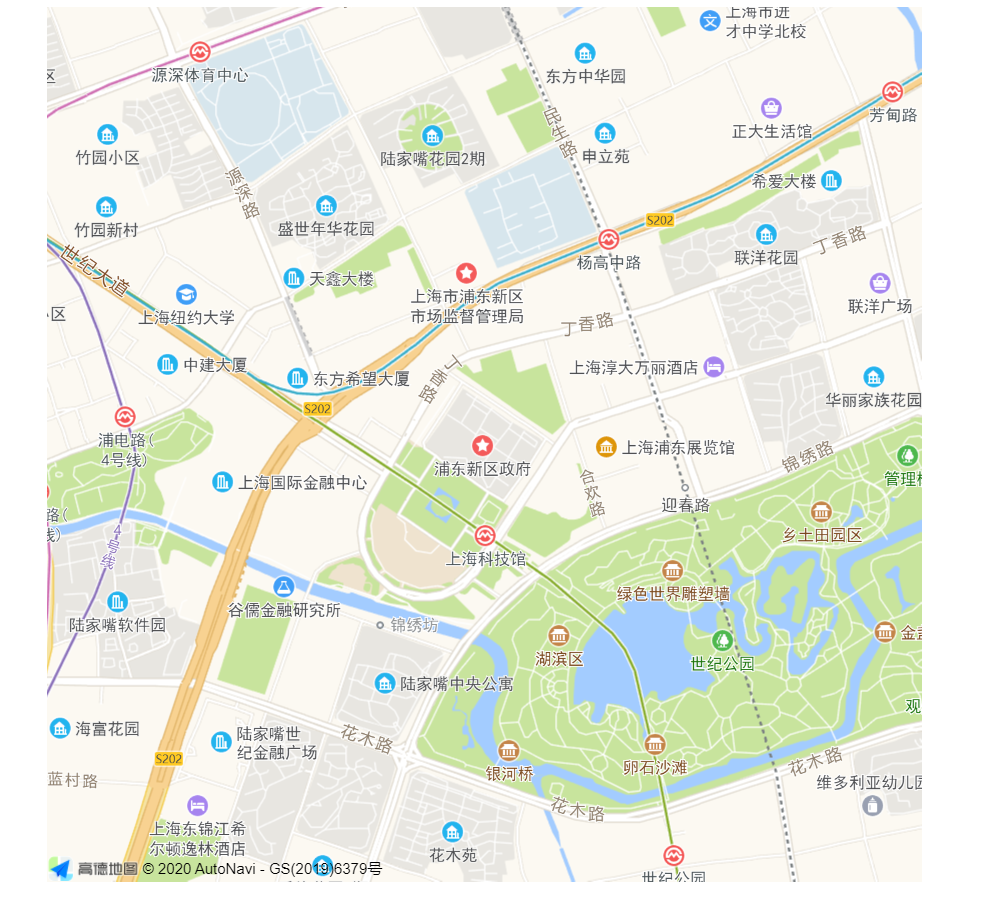 上海市进
才中学北校
源深体育中心
东方中华园
区
芳甸路
正大生活馆
民生路
竹园小区
陆家嘴花园2期
申立苑
希爱大楼
源深路
竹园新村
盛世年华花园
S202
丁香路
联洋花园
杨高中路
世纪大道
天鑫大楼
上海市浦东新区
市场监督管理局
联洋广场
小区
上海纽约大学
丁香路
中建大厦
东方希望大厦
丁香路
上海淳大万丽酒店
华丽家族花园
S202
浦电路(
4号线)
浦东新区政府
上海浦东展览馆
锦绣路
管理
上海国际金融中心
合欢路
迎春路
路(
线)
4号线
乡土田园区
上海科技馆
绿色世界雕塑墙
谷儒金融研究所
陆家嘴软件园
锦绣坊
金
湖滨区
世纪公园
陆家嘴中央公寓
观
海富花园
陆家嘴世
纪金融广场
花木路
S202
银河桥
卵石沙滩
花木路
蓝村路
维多利亚幼儿园
花木路
上海东锦江希
尔顿逸林酒店
花木苑
高德地图 © 2020 AutoNavi - GS(2019)6379号
世纪公园